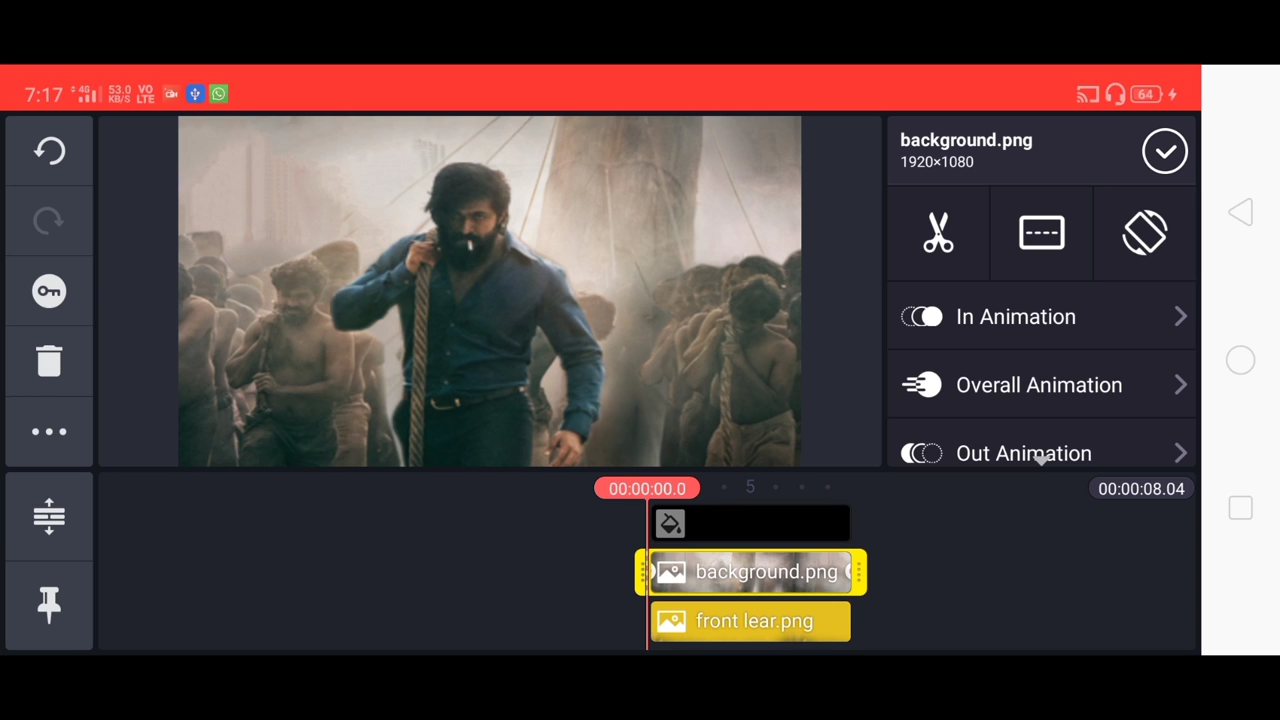 7:17 4G 53.0 KB/S VO LTE 64
background.png
1920×1080
In Animation
Overall Animation
Out Animation
00:00:00.0 5 00:00:08.04
background.png
front lear.png